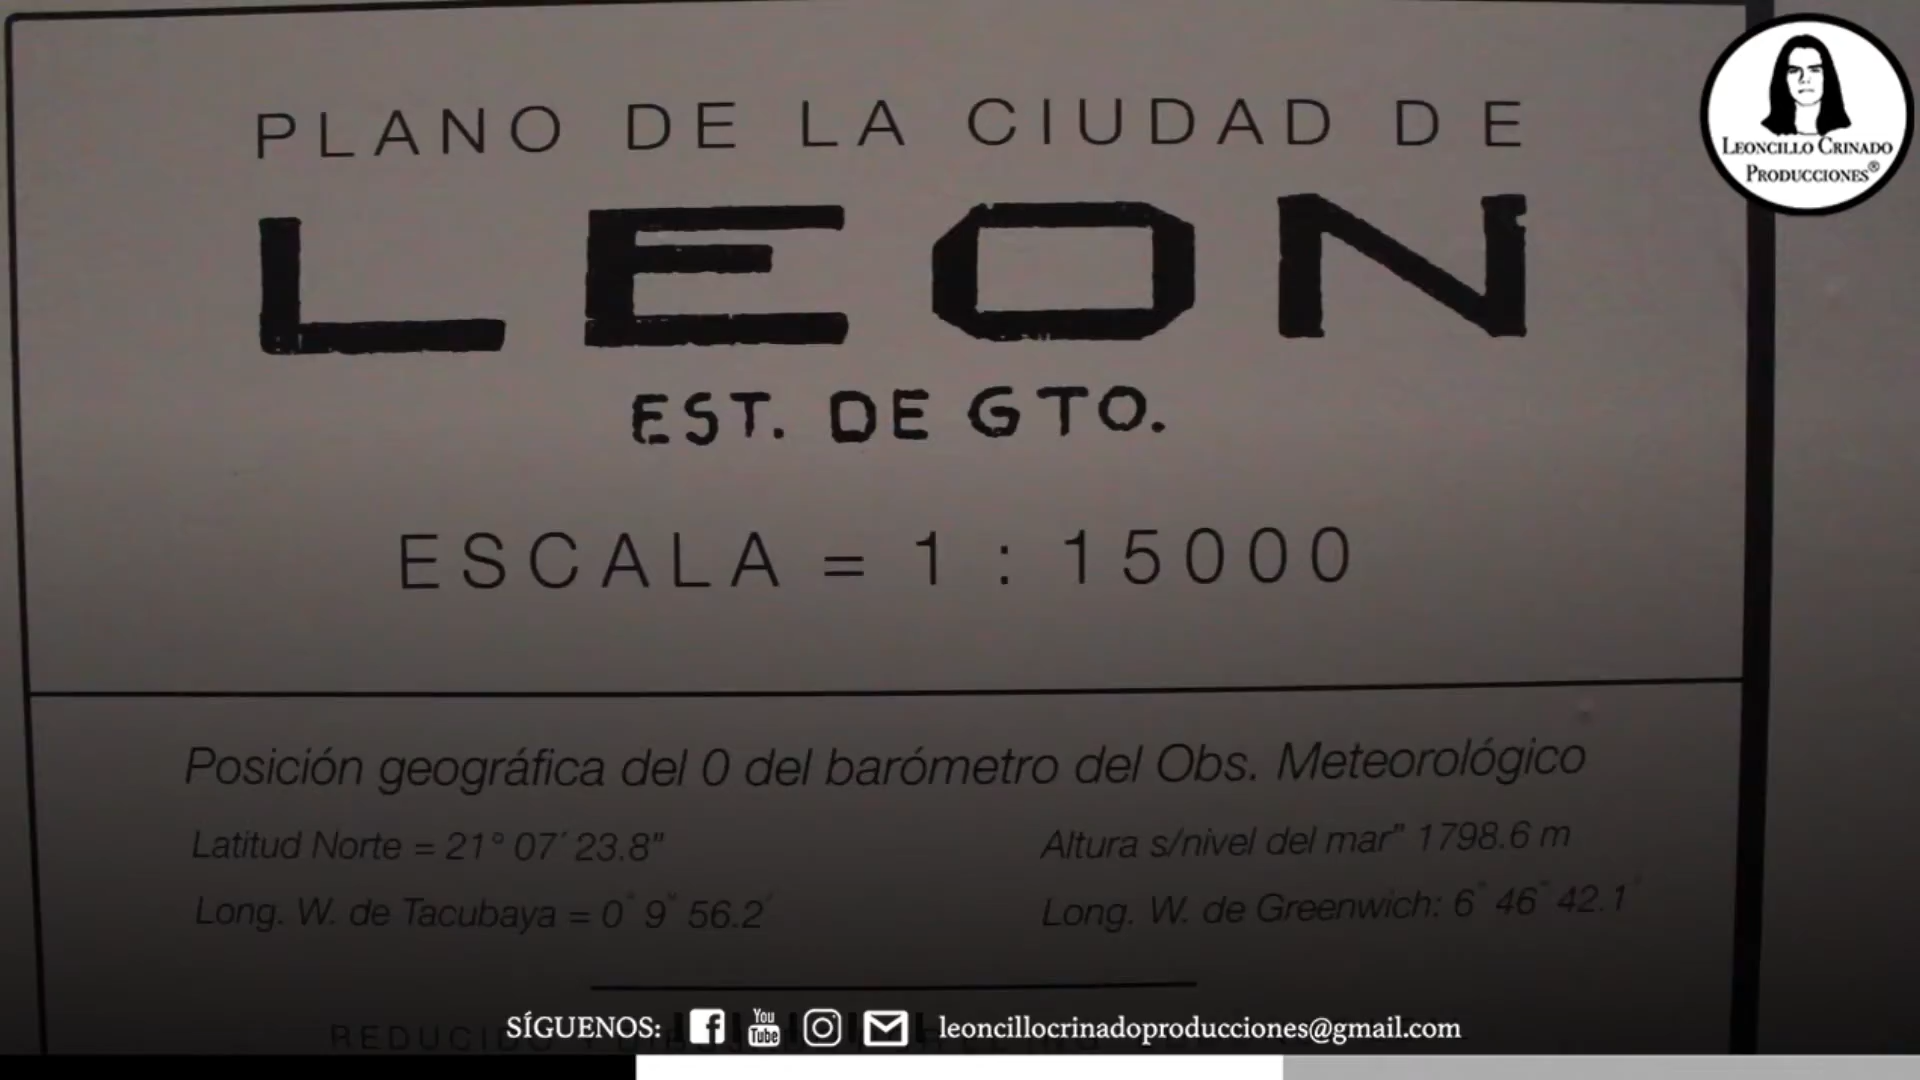 PLANO DE LA CIUDAD DE
LEON
EST. DE GTO.
ESCALA = 1 : 15000
Posición geográfica del 0 del barómetro del Obs. Meteorológico
Latitud Norte = 21° 07´ 23.8"
Altura s/nivel del mar" 1798.6 m
Long. W. de Tacubaya = 0° 9" 56.2´
Long. W. de Greenwich: 6° 46" 42.1´
LEONCILLO CRINADO
PRODUCCIONES®
SÍGUENOS:
You
Tube
leoncillocrinadoproducciones@gmail.com